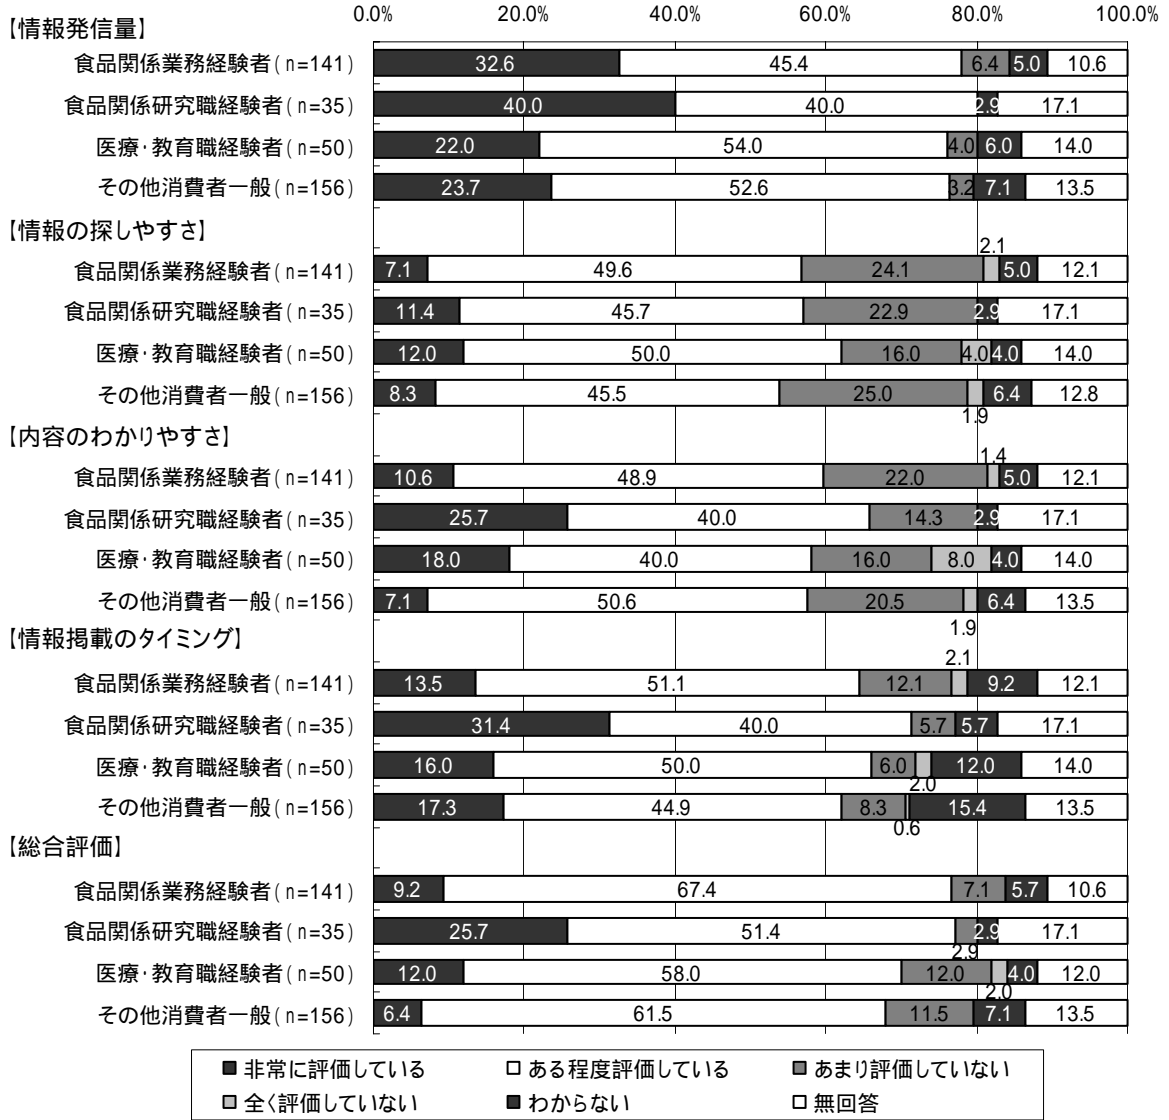 0.0% 20.0% 40.0% 60.0% 80.0% 100.0%
【情報発信量】
食品関係業務経験者(n=141) 32.6 45.4 6.4 5.0 10.6
食品関係研究職経験者(n=35) 40.0 40.0 2.9 17.1
医療・教育職経験者(n=50) 22.0 54.0 4.0 6.0 14.0
その他消費者一般(n=156) 23.7 52.6 3.2 7.1 13.5
【情報の探しやすさ】
2.1
食品関係業務経験者(n=141) 7.1 49.6 24.1 5.0 12.1
食品関係研究職経験者(n=35) 11.4 45.7 22.9 2.9 17.1
医療・教育職経験者(n=50) 12.0 50.0 16.0 4.0 4.0 14.0
その他消費者一般(n=156) 8.3 45.5 25.0 6.4 12.8
1.9
【内容のわかりやすさ】
1.4
食品関係業務経験者(n=141) 10.6 48.9 22.0 5.0 12.1
食品関係研究職経験者(n=35) 25.7 40.0 14.3 2.9 17.1
医療・教育職経験者(n=50) 18.0 40.0 16.0 8.0 4.0 14.0
その他消費者一般(n=156) 7.1 50.6 20.5 6.4 13.5
1.9
【情報掲載のタイミング】
2.1
食品関係業務経験者(n=141) 13.5 51.1 12.1 9.2 12.1
食品関係研究職経験者(n=35) 31.4 40.0 5.7 5.7 17.1
医療・教育職経験者(n=50) 16.0 50.0 6.0 12.0 14.0
2.0
その他消費者一般(n=156) 17.3 44.9 8.3 15.4 13.5
0.6
【総合評価】
食品関係業務経験者(n=141) 9.2 67.4 7.1 5.7 10.6
食品関係研究職経験者(n=35) 25.7 51.4 2.9 17.1
2.9
医療・教育職経験者(n=50) 12.0 58.0 12.0 4.0 12.0
2.0
その他消費者一般(n=156) 6.4 61.5 11.5 7.1 13.5
非常に評価している ある程度評価している あまり評価していない
全く評価していない わからない 無回答